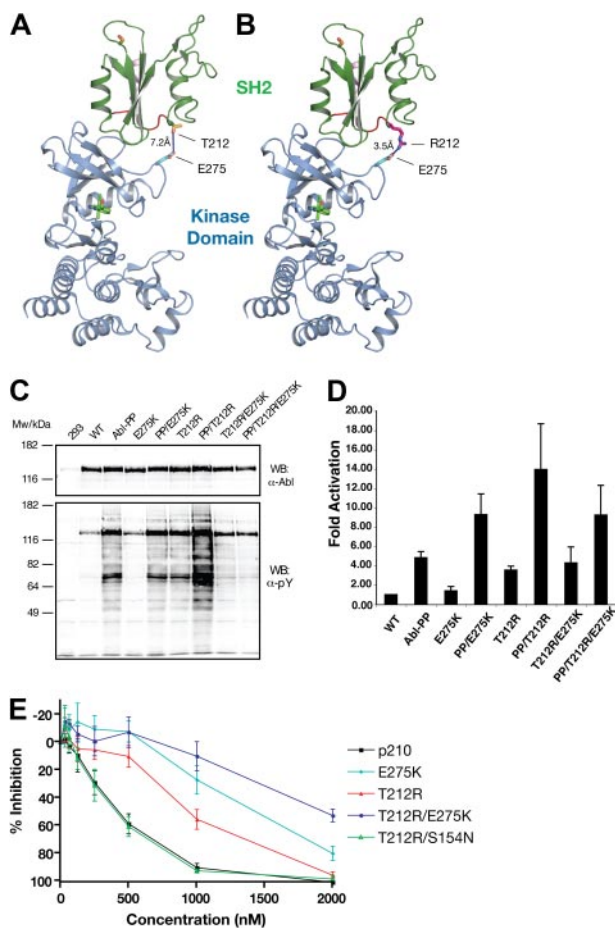 A
B
SH2
7.2Å
T212
E275
3.5Å
R212
E275
Kinase
Domain
C
D
Mw/kDa
293
WT
Abl-PP
E275K
PP/E275K
T212R
PP/T212R
T212R/E275K
PP/T212R/E275K
182
116
WB:
α-Abl
182
116
82
64
49
WB:
α-pY
Fold Activation
20.00
18.00
16.00
14.00
12.00
10.00
8.00
6.00
4.00
2.00
0.00
WT
Abl-PP
E275K
PP/E275K
T212R
PP/T212R
T212R/E275K
PP/T212R/E275K
E
% Inhibition
-20
0
20
40
60
80
100
0
500
1000
1500
2000
Concentration (nM)
p210
E275K
T212R
T212R/E275K
T212R/S154N